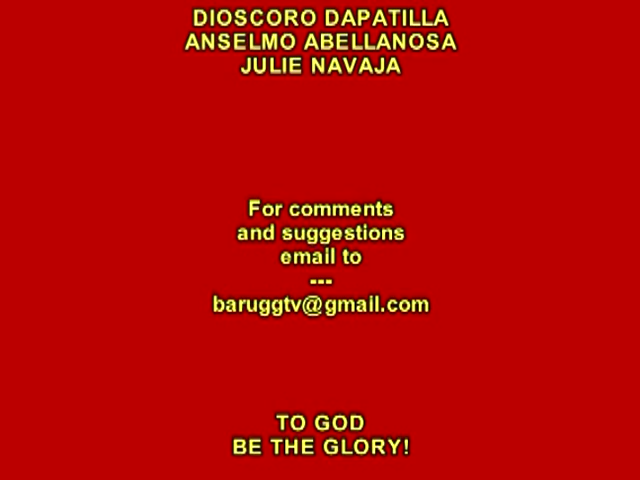 DIOSCORO DAPATILLA
ANSELMO ABELLANOSA
JULIE NAVAJA
For comments
and suggestions
email to
---
baruggtv@gmail.com
TO GOD
BE THE GLORY!